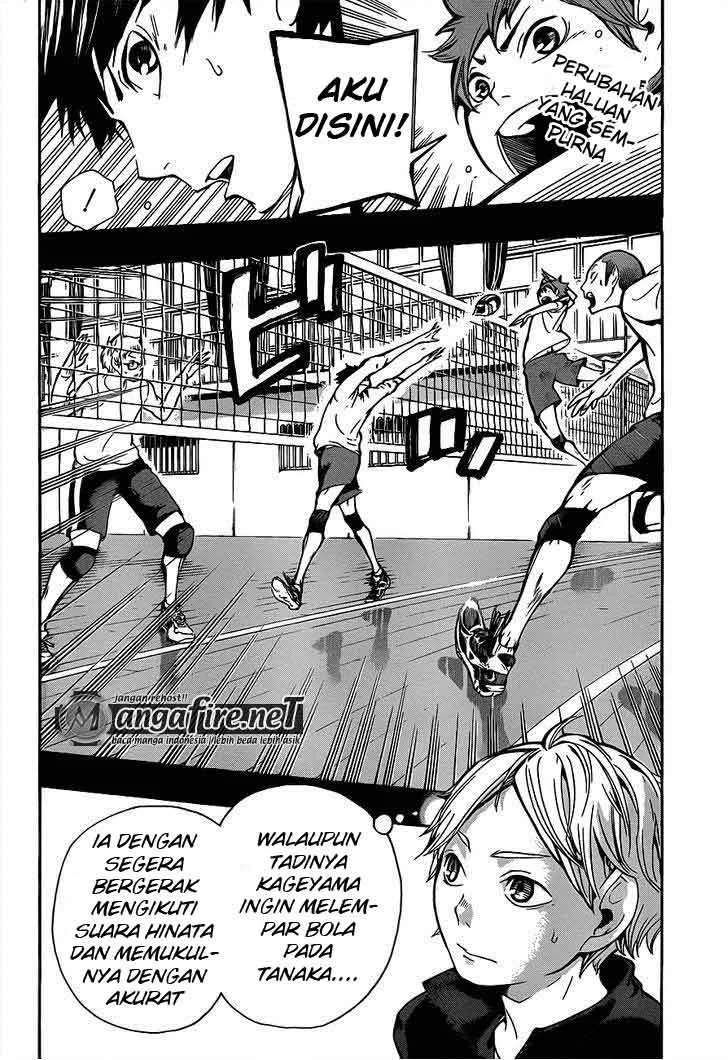 PERUBAHAN
HALUAN
YANG SEM-
PURNA
AKU
DISINI!
!
ビ
ッ
jangan rehost!!
Mangafire.net
baca manga indonesia | lebih beda lebih asik
WALAUPUN
TADINYA
KAGEYAMA
INGIN MELEM-
PAR BOLA
PADA
TANAKA....
IA DENGAN
SEGERA
BERGERAK
MENGIKUTI
SUARA HINATA
DAN MEMUKUL-
NYA DENGAN
AKURAT